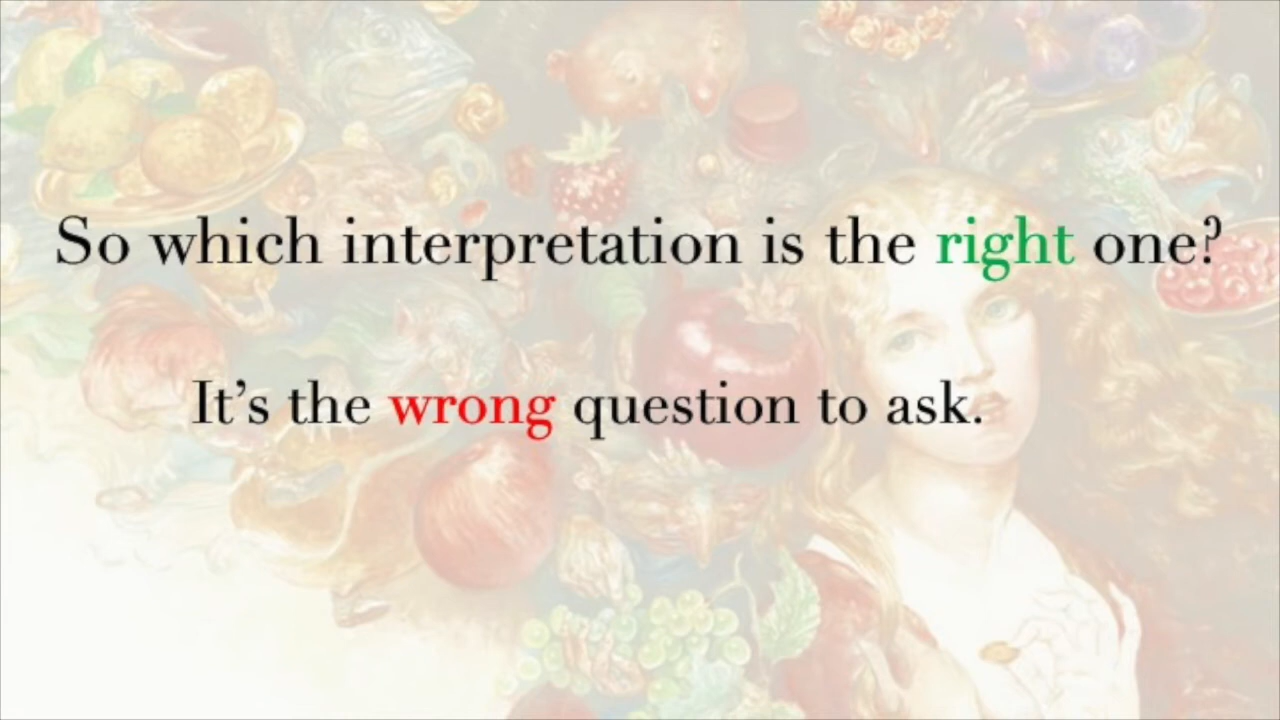 So which interpretation is the right one?
It’s the wrong question to ask.